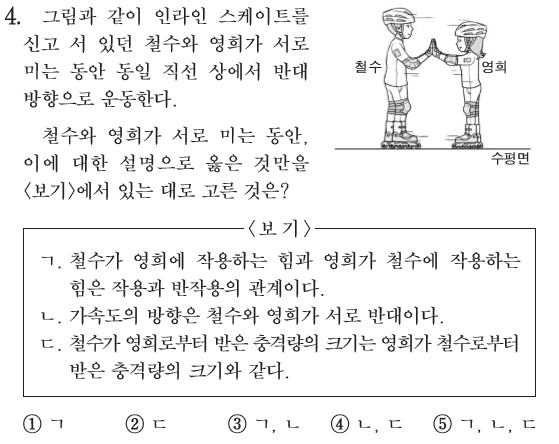 4. 그림과 같이 인라인 스케이트를
신고 서 있던 철수와 영희가 서로
미는 동안 동일 직선 상에서 반대
방향으로 운동한다.
철수
영희
수평면
철수와 영희가 서로 미는 동안,
이에 대한 설명으로 옳은 것만을
<보기>에서 있는 대로 고른 것은?
<보 기>
ㄱ. 철수가 영희에 작용하는 힘과 영희가 철수에 작용하는
힘은 작용과 반작용의 관계이다.
ㄴ. 가속도의 방향은 철수와 영희가 서로 반대이다.
ㄷ. 철수가 영희로부터 받은 충격량의 크기는 영희가 철수로부터
받은 충격량의 크기와 같다.
① ㄱ ② ㄷ ③ ㄱ, ㄴ ④ ㄴ, ㄷ ⑤ ㄱ, ㄴ, ㄷ